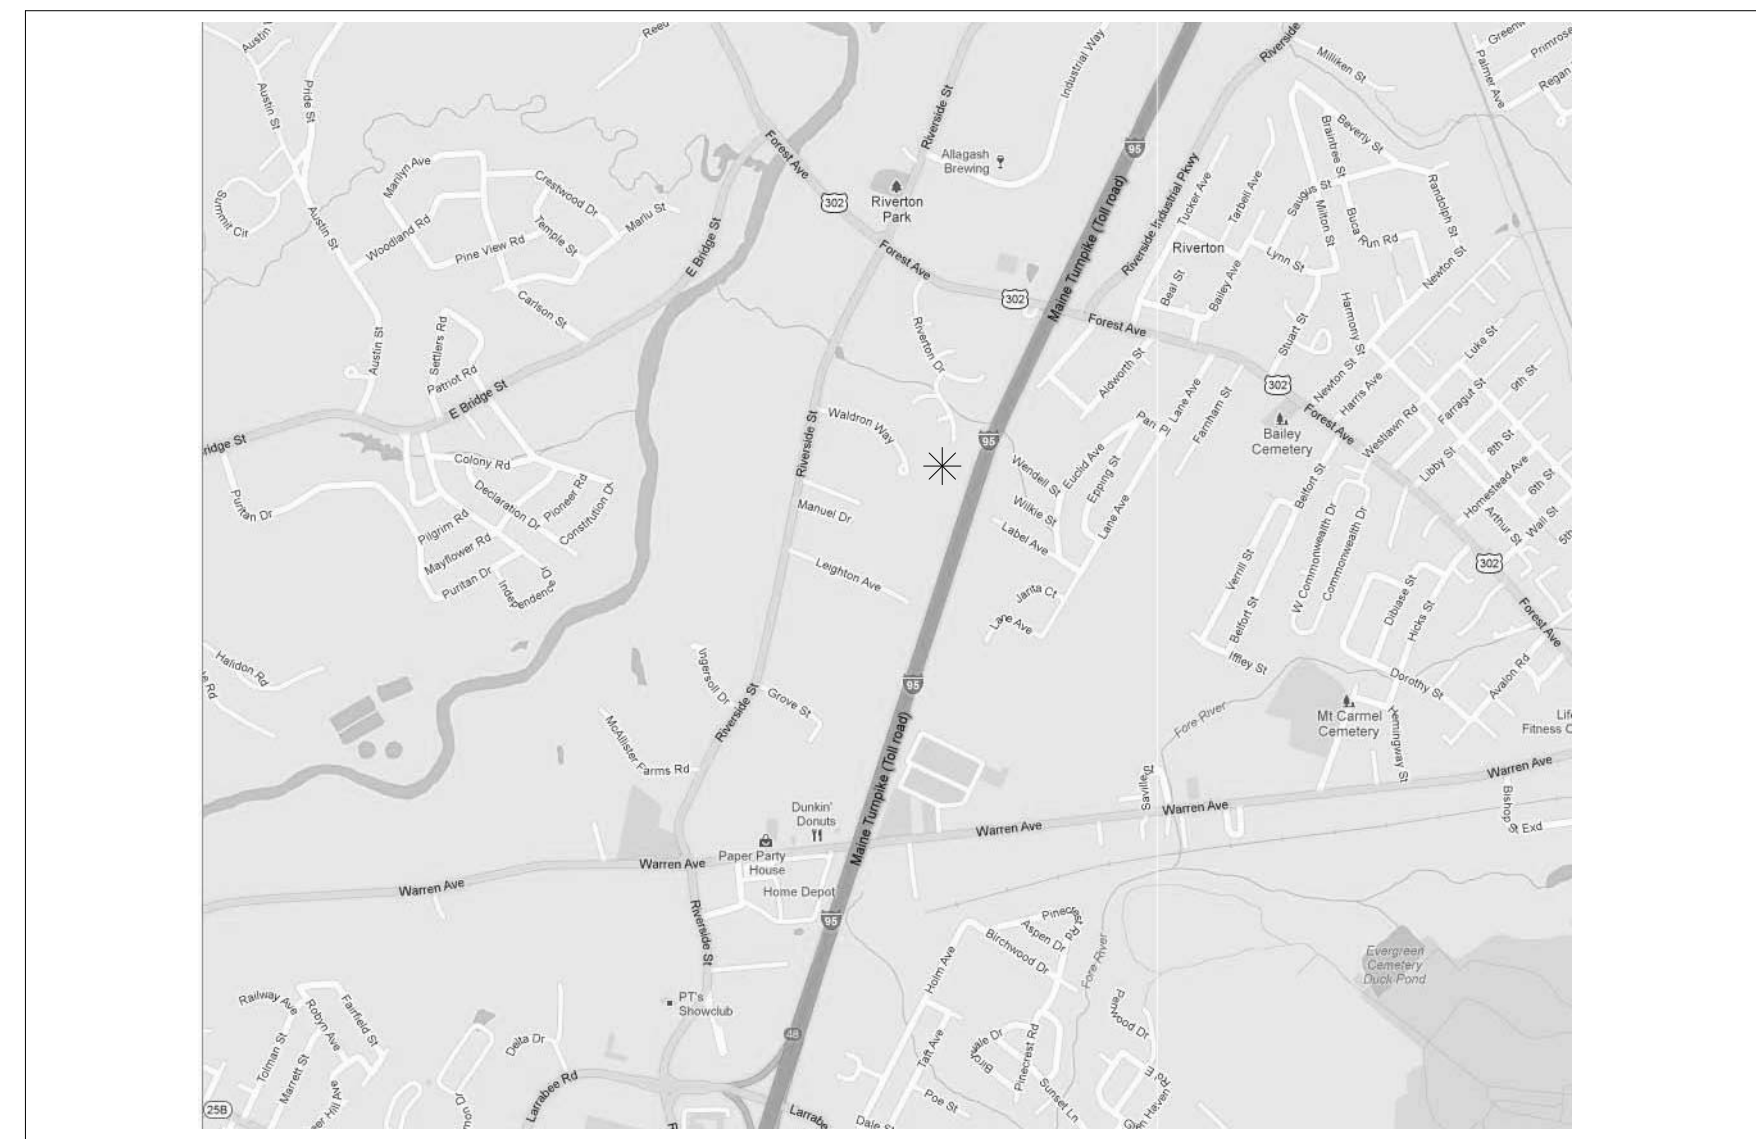 Austin
Reed
Riverside
Greenw
Primrose
Palmer Ave
Regan
Milliken St
Industrial Way
Austin St
Pride St
Riverside St
Forest Ave
95
Beverly St
Braintree St
Allagash
Brewing
Marilyn Ave
Crestwood Dr
Summit Cir
302
Riverton
Park
Maine Turnpike (Toll road)
Riverside Industrial Pkwy
Tucker Ave
Tarbell Ave
Saugus St
Milton St
Buca Run Rd
Randolph St
Austin St
Woodland Rd
Temple St
Marlu St
Pine View Rd
E Bridge St
Forest Ave
Riverton
Lynn St
Newton St
Carlson St
302
Beal St
Bailey Ave
Forest Ave
Stuart St
Harmony St
Austin St
Settlers Rd
Patriot Rd
E Bridge St
Riverton Dr
Aldworth St
Luke St
302
Newton St
Harris Ave
Farragut St
9th St
Lane Ave
Farnham St
Pari Pl
Forest Ave
Westlawn Rd
Waldron Way
Riverside St
Bailey
Cemetery
8th St
ridge St
95
Colony Rd
Wendell St
Euclid Ave
Epping St
Libby St
Belfort St
Homestead Ave
6th St
Puritan Dr
Declaration Dr
Pioneer Rd
Constitution Dr
Pilgrim Rd
Manuel Dr
Wilkie St
Lane Ave
Label Ave
W Commonwealth Dr
Commonwealth Dr
Arthur St
Wall St
5th
Mayflower Rd
Puritan Dr
Independence Dr
Leighton Ave
Verrill St
302
Jarita Ct
Lane Ave
Belfort St
Dibiase St
Hicks St
Forest Ave
Iffley St
Halidon Rd
ke Rd
Ingersoll Dr
Grove St
Riverside St
95
Dorothy St
Avalon Rd
Fore River
Mt Carmel
Cemetery
Hemingway St
Life
Fitness C
McAllister Farms Rd
Maine Turnpike (Toll road)
Warren Ave
Dunkin'
Donuts
Warren Ave
Warren Ave
Bishop St Exd
Paper Party
House
Warren Ave
Warren Ave
Home Depot
95
Riverside St
Pinecrest Rd
Aspen Dr
Birchwood Dr
Holm Ave
Fore River
Evergreen
Cemetery
Duck Pond
Railway Ave
Robyn Ave
Fairfield St
PT's
Showclub
Tolman St
Marrett St
Delta Dr
48
Taft Ave
Pinecrest Rd
Sunset Ln
Poe St
Larrabee Rd
Larrabe
Dale St
25B